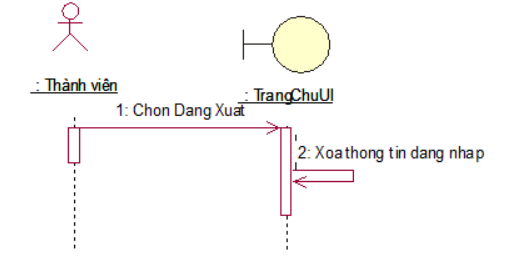 : Thành viên
: TrangChuUI
1: Chon Dang Xuat
2: Xoa thong tin dang nhap